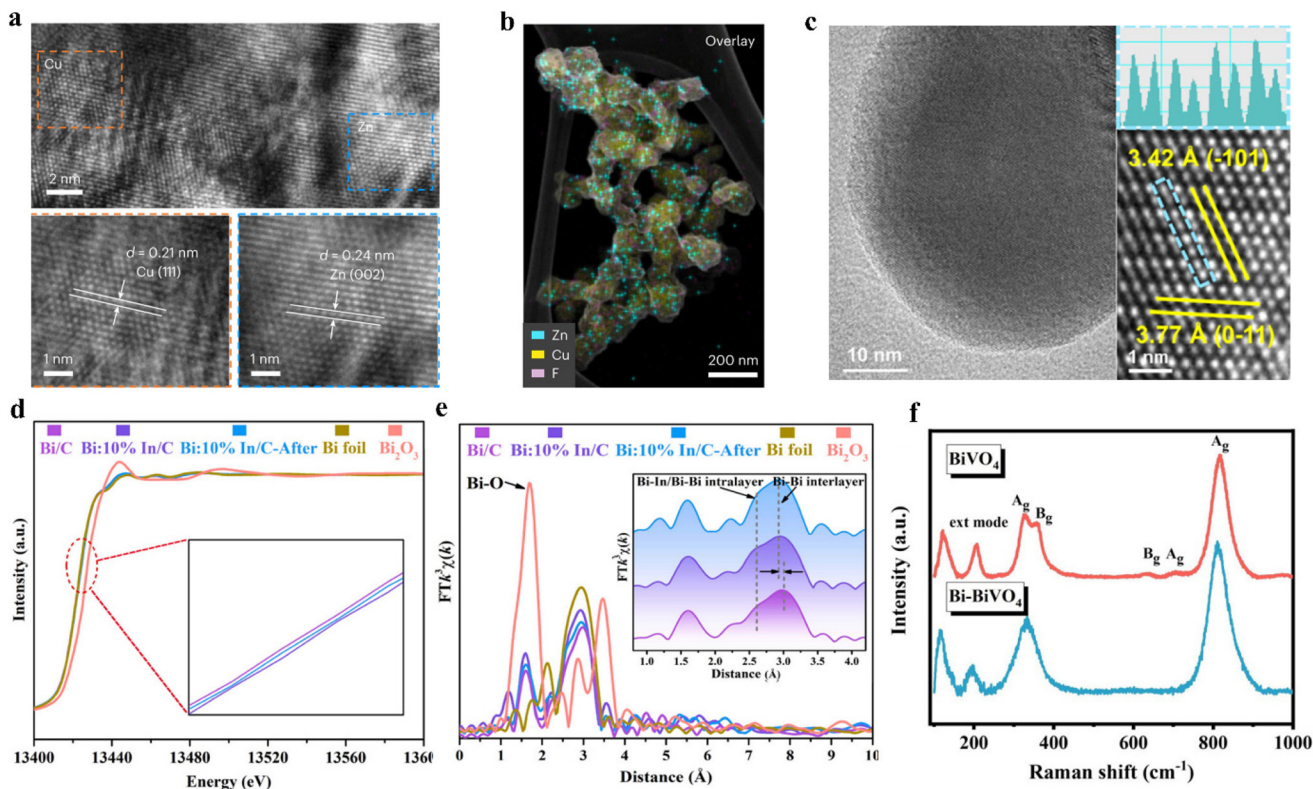 a
Cu
Zn
2 nm
d = 0.21 nm
Cu (111)
1 nm
d = 0.24 nm
Zn (002)
1 nm
b
Overlay
Zn
Cu
F
200 nm
c
10 nm
3.42 Å (-101)
3.77 Å (0-11)
1 nm
d
Bi/C Bi:10% In/C Bi:10% In/C-After Bi foil Bi₂O₃
Intensity (a.u.)
13400 13440 13480 13520 13560 1360
Energy (eV)
e
Bi/C Bi:10% In/C Bi:10% In/C-After Bi foil Bi₂O₃
Bi-O
Bi-In/Bi-Bi intralayer
Bi-Bi interlayer
FTk³χ(k)
1.0 1.5 2.0 2.5 3.0 3.5 4.0
Distance (Å)
FTk³χ(k)
0 1 2 3 4 5 6 7 8 9 10
Distance (Å)
f
BiVO₄
ext mode
Ag
Bg
Bg
Ag
Ag
Bi-BiVO₄
Intensity (a.u.)
200 400 600 800 1000
Raman shift (cm⁻¹)